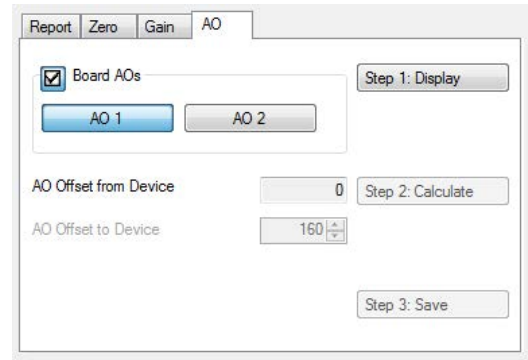 Report Zero Gain AO
Board AOs
Step 1: Display
AO 1 AO 2
AO Offset from Device 0 Step 2: Calculate
AO Offset to Device 160
Step 3: Save